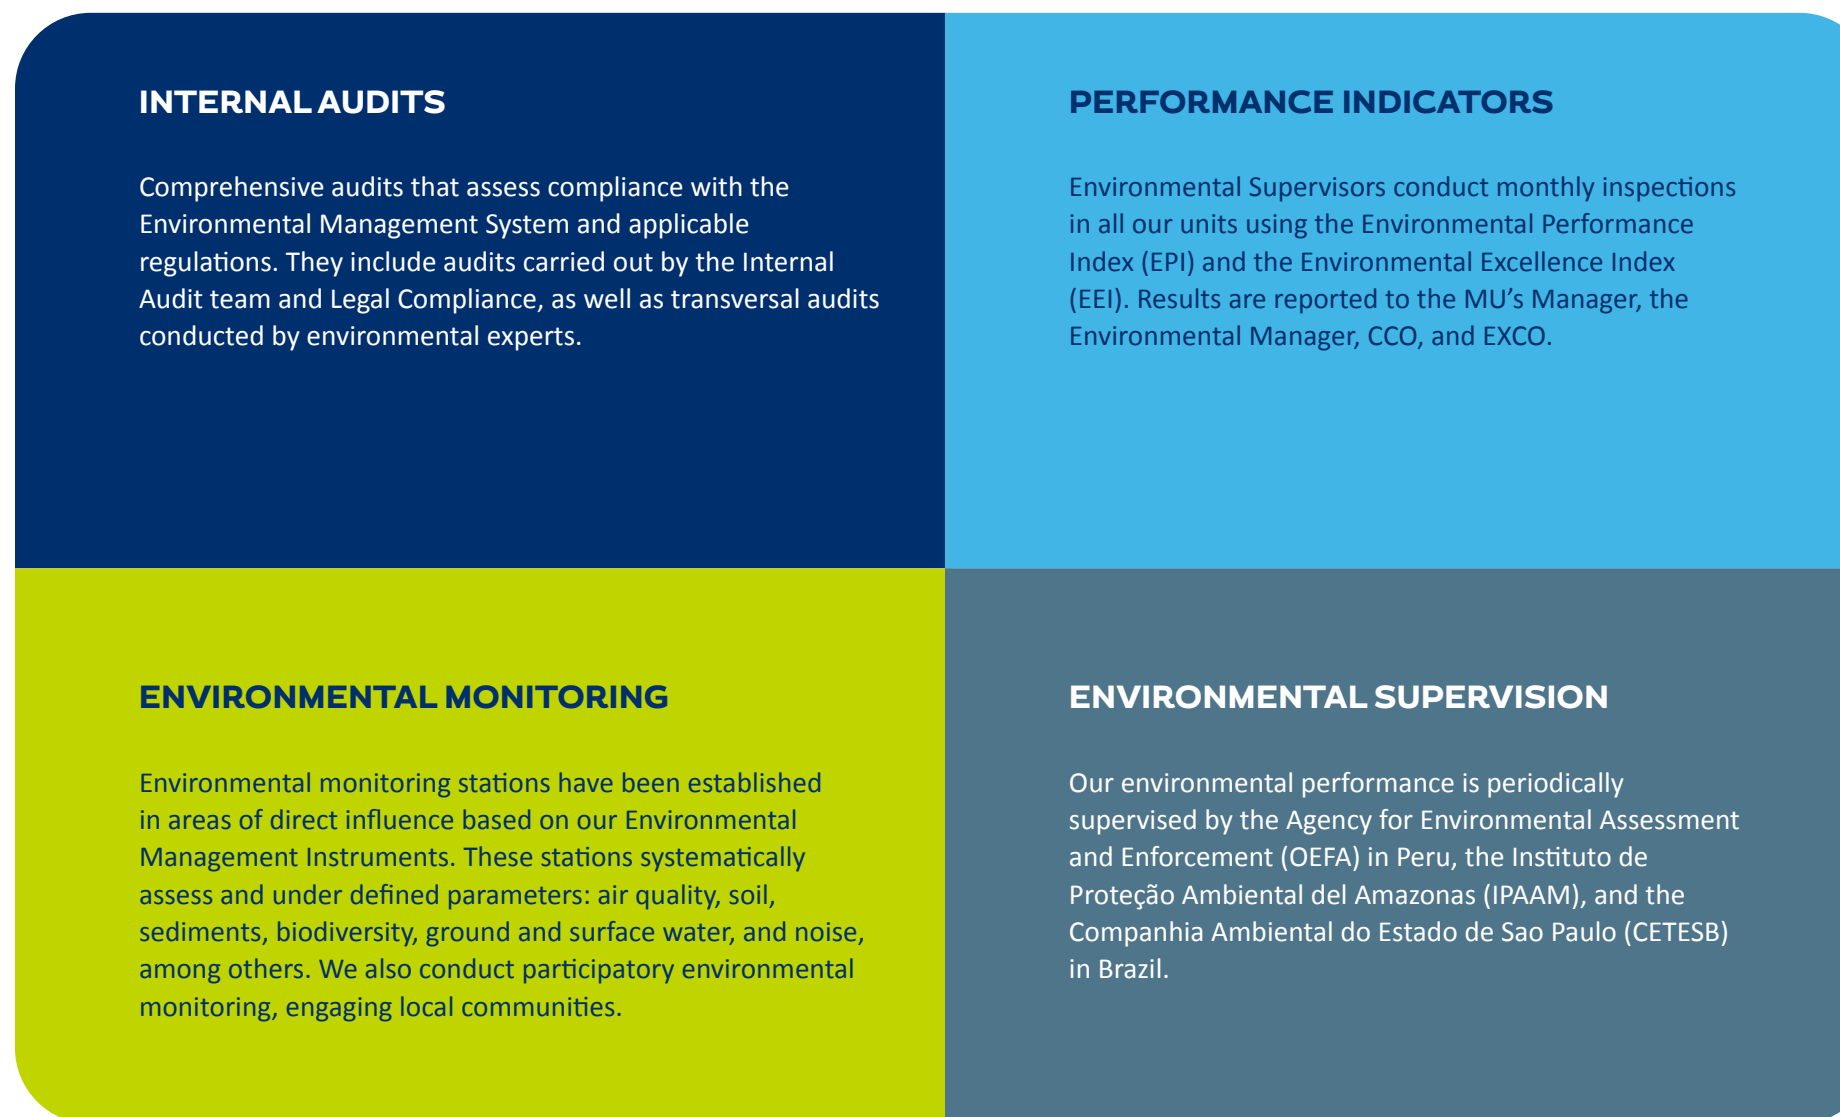 INTERNAL AUDITS
Comprehensive audits that assess compliance with the
Environmental Management System and applicable
regulations. They include audits carried out by the Internal
Audit team and Legal Compliance, as well as transversal audits
conducted by environmental experts.
PERFORMANCE INDICATORS
Environmental Supervisors conduct monthly inspections
in all our units using the Environmental Performance
Index (EPI) and the Environmental Excellence Index
(EEI). Results are reported to the MU’s Manager, the
Environmental Manager, CCO, and EXCO.
ENVIRONMENTAL MONITORING
Environmental monitoring stations have been established
in areas of direct influence based on our Environmental
Management Instruments. These stations systematically
assess and under defined parameters: air quality, soil,
sediments, biodiversity, ground and surface water, and noise,
among others. We also conduct participatory environmental
monitoring, engaging local communities.
ENVIRONMENTAL SUPERVISION
Our environmental performance is periodically
supervised by the Agency for Environmental Assessment
and Enforcement (OEFA) in Peru, the Instituto de
Proteção Ambiental del Amazonas (IPAAM), and the
Companhia Ambiental do Estado de Sao Paulo (CETESB)
in Brazil.